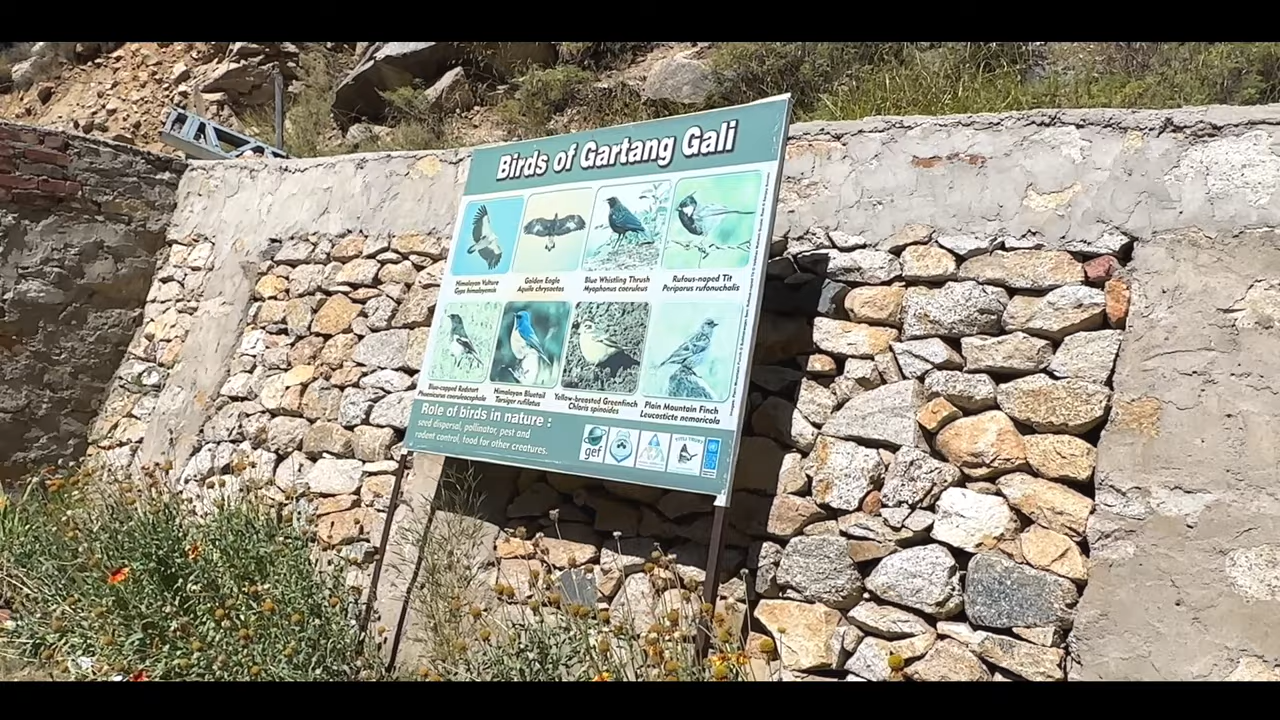 Birds of Gartang Gali
Himalayan Vulture
Gyps himalayensis
Golden Eagle
Aquila chrysaetos
Blue Whistling Thrush
Myophonus caeruleus
Rufous-naped Tit
Periparus rufonuchalis
Blue-capped Redstart
Phoenicurus caeruleocephala
Himalayan Bluetail
Tarsiger rufilatus
Yellow-breasted Greenfinch
Chloris spinoides
Plain Mountain Finch
Leucosticte nemoricola
Role of birds in nature :
seed dispersal, pollinator, pest and
rodent control, food for other creatures.
gef